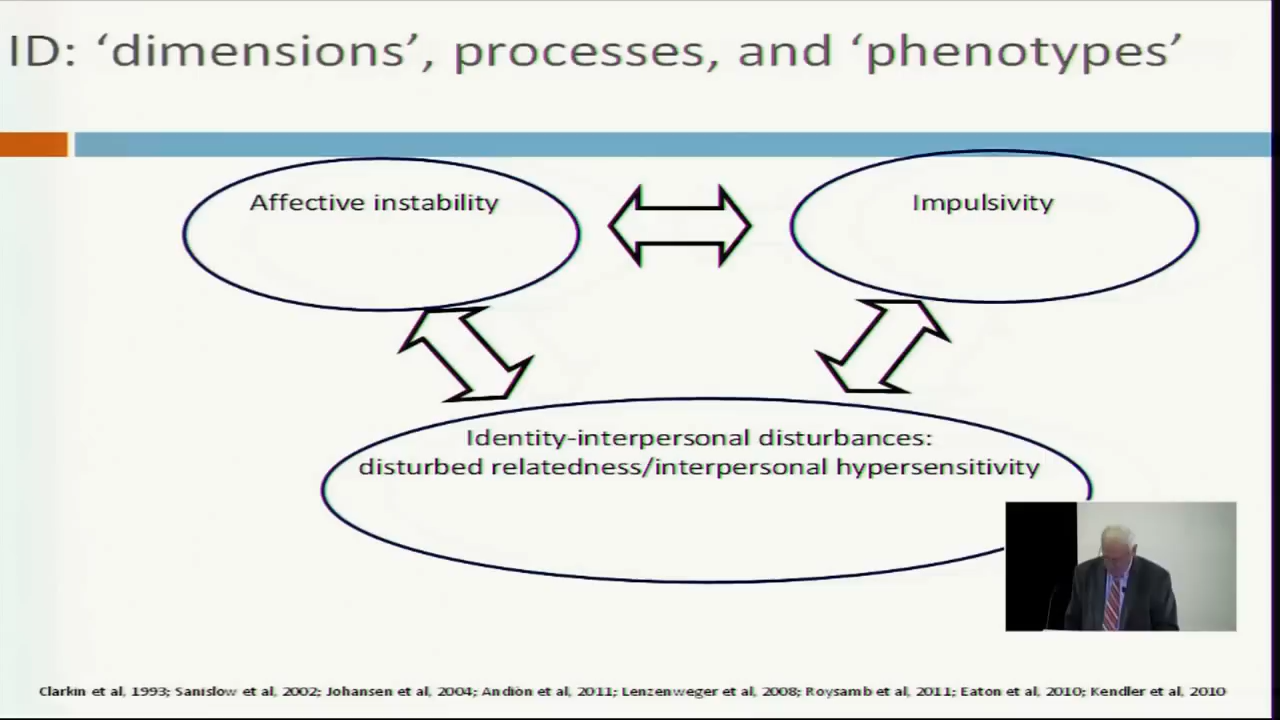 ID: ‘dimensions’, processes, and ‘phenotypes’
Affective instability
Impulsivity
Identity-interpersonal disturbances:
disturbed relatedness/interpersonal hypersensitivity
Clarkin et al, 1993; Sanislow et al, 2002; Johansen et al, 2004; Andiòn et al, 2011; Lenzenweger et al, 2008; Roysamb et al, 2011; Eaton et al, 2010; Kendler et al, 2010